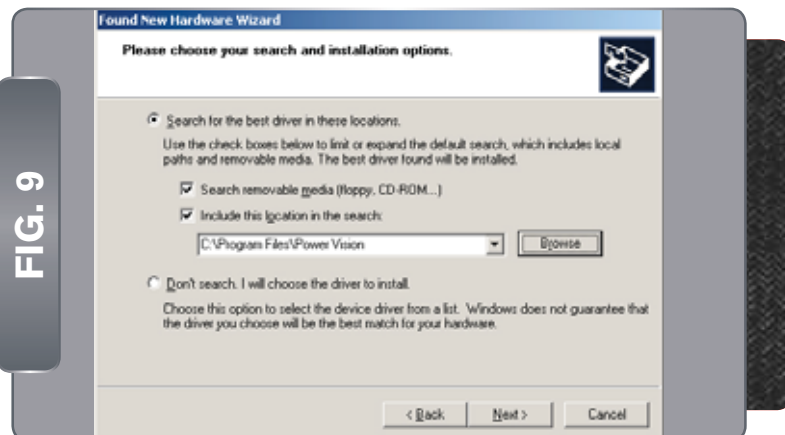 FIG. 9
Found New Hardware Wizard
Please choose your search and installation options.
Search for the best driver in these locations.
Use the check boxes below to limit or expand the default search, which includes local
paths and removable media. The best driver found will be installed.
Search removable media (floppy, CD-ROM...)
Include this location in the search:
C:\Program Files\Power Vision
Browse
Don't search. I will choose the driver to install.
Choose this option to select the device driver from a list. Windows does not guarantee that
the driver you choose will be the best match for your hardware.
< Back
Next >
Cancel